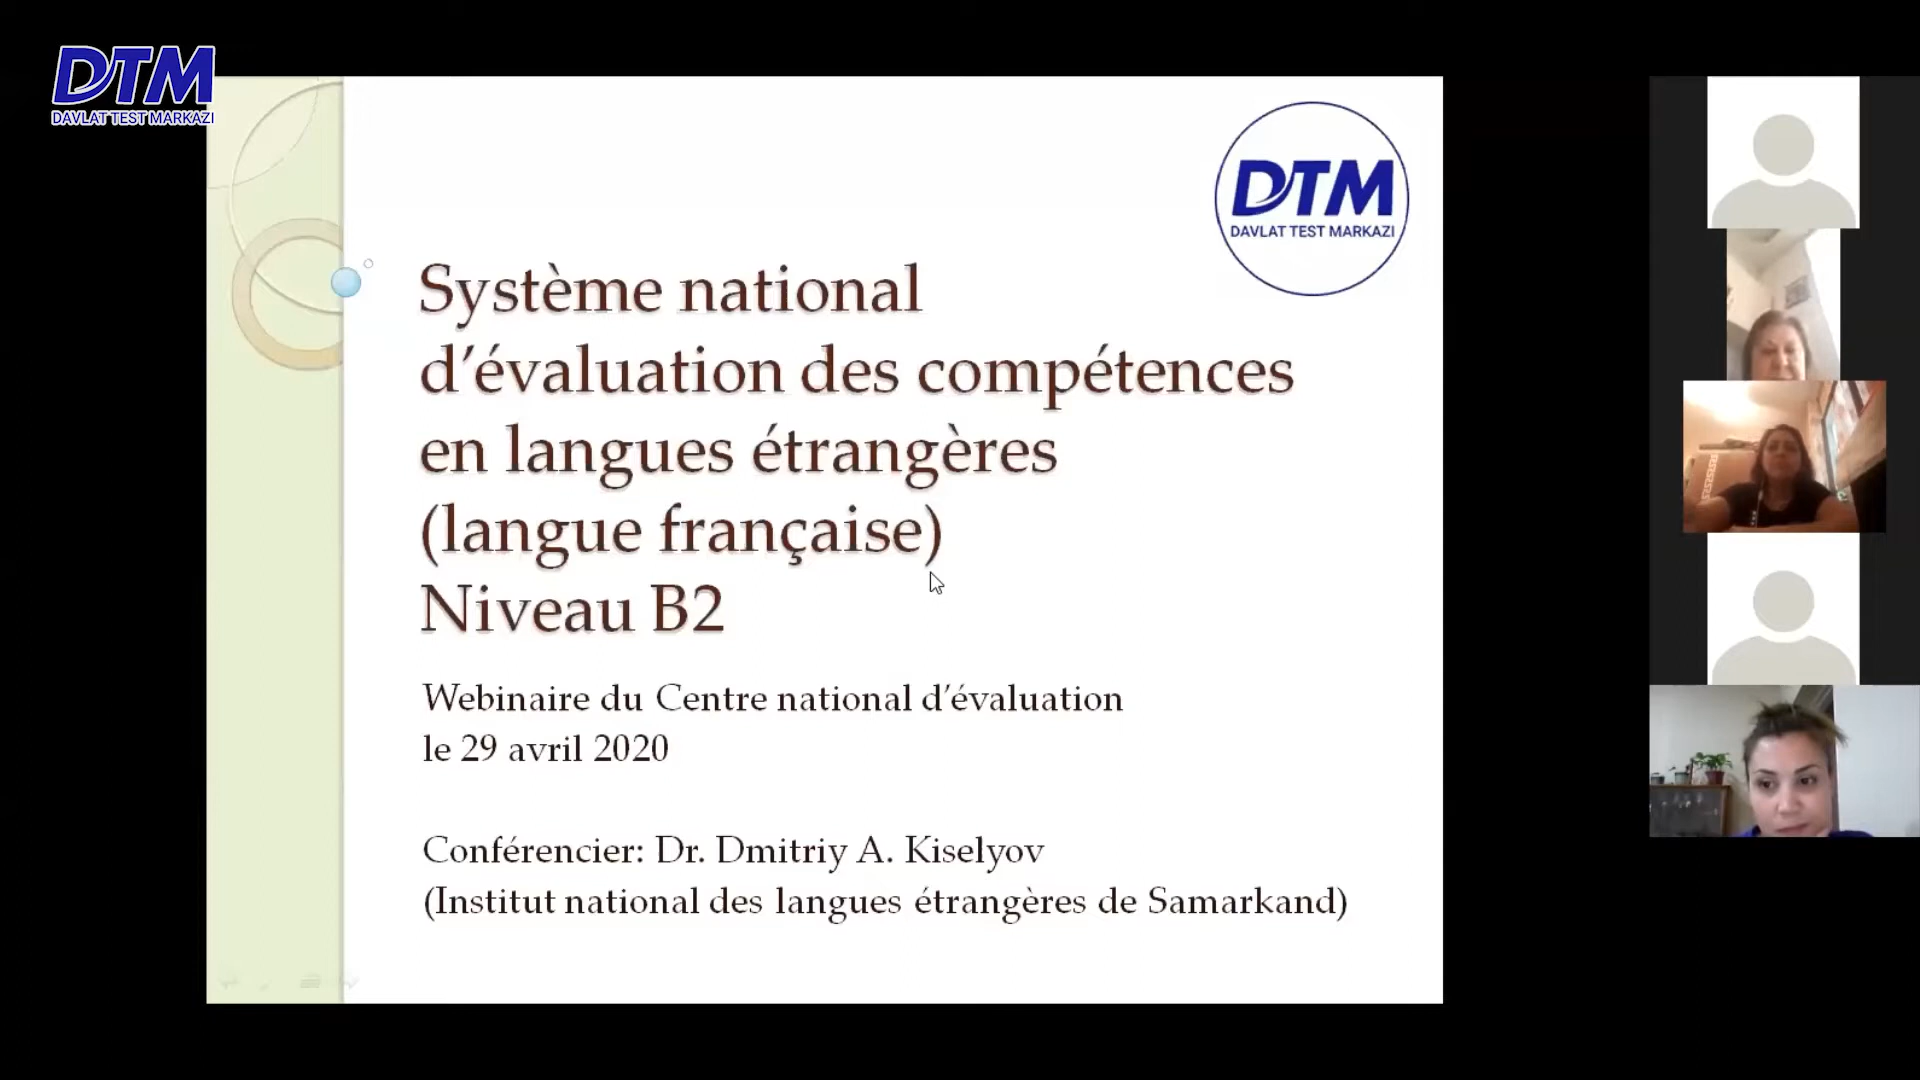 DTM
DAVLAT TEST MARKAZI
DTM
DAVLAT TEST MARKAZI
Système national
d’évaluation des compétences
en langues étrangères
(langue française)
Niveau B2
Webinaire du Centre national d’évaluation
le 29 avril 2020
Conférencier: Dr. Dmitriy A. Kiselyov
(Institut national des langues étrangères de Samarkand)